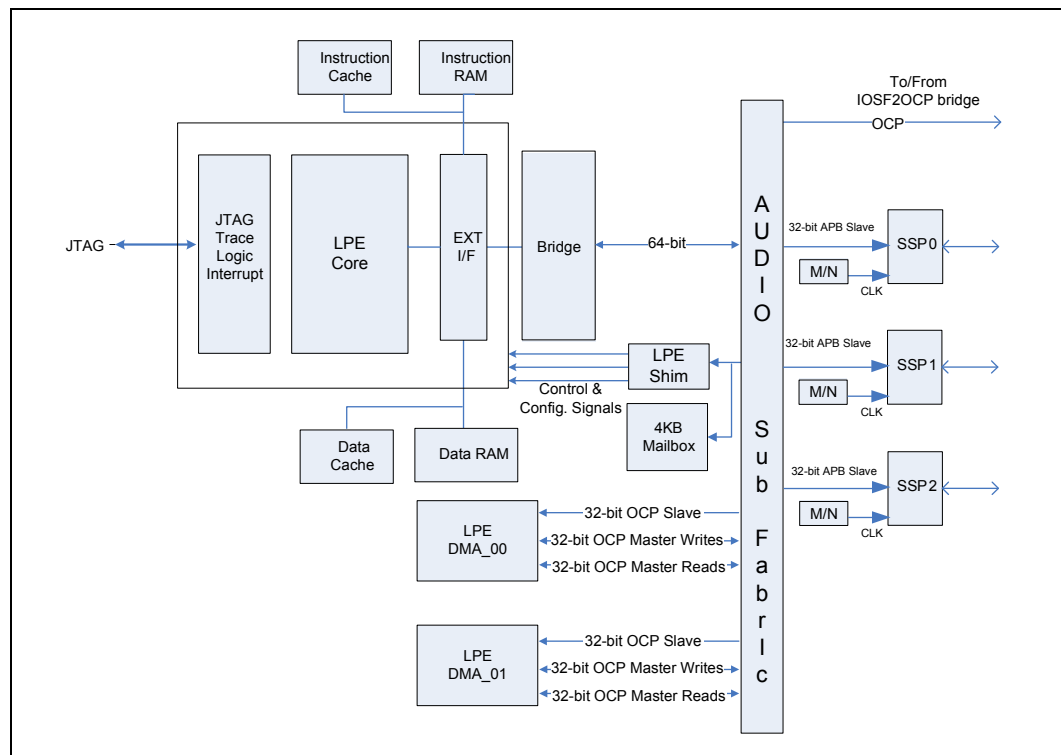 Instruction
Cache
Instruction
RAM
To/From
IOSF2OCP bridge
OCP
JTAG
JTAG
Trace
Logic
Interrupt
LPE
Core
EXT
I/F
Bridge
64-bit
AUDIO Sub FabrIc
32-bit APB Slave
SSP0
M/N
CLK
32-bit APB Slave
SSP1
M/N
CLK
32-bit APB Slave
SSP2
M/N
CLK
LPE
Shim
Control &
Config. Signals
4KB
Mailbox
Data
Cache
Data RAM
LPE
DMA_00
32-bit OCP Slave
32-bit OCP Master Writes
32-bit OCP Master Reads
LPE
DMA_01
32-bit OCP Slave
32-bit OCP Master Writes
32-bit OCP Master Reads